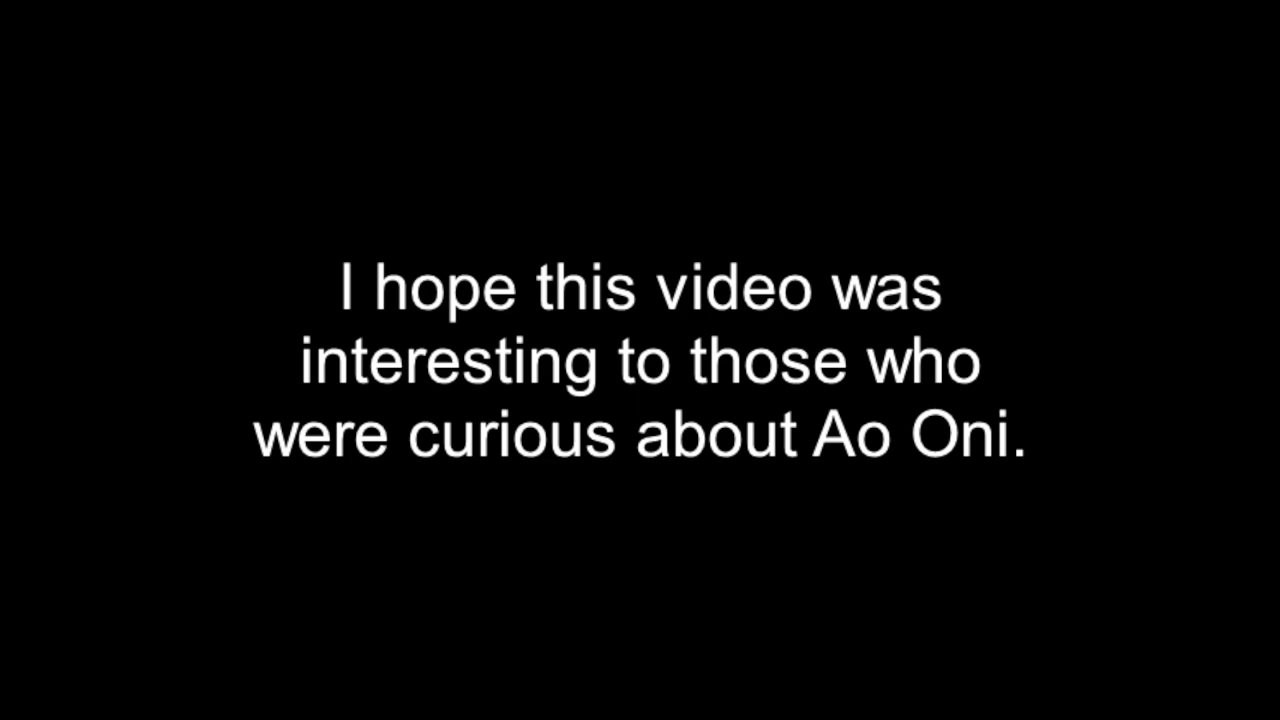 I hope this video was
interesting to those who
were curious about Ao Oni.